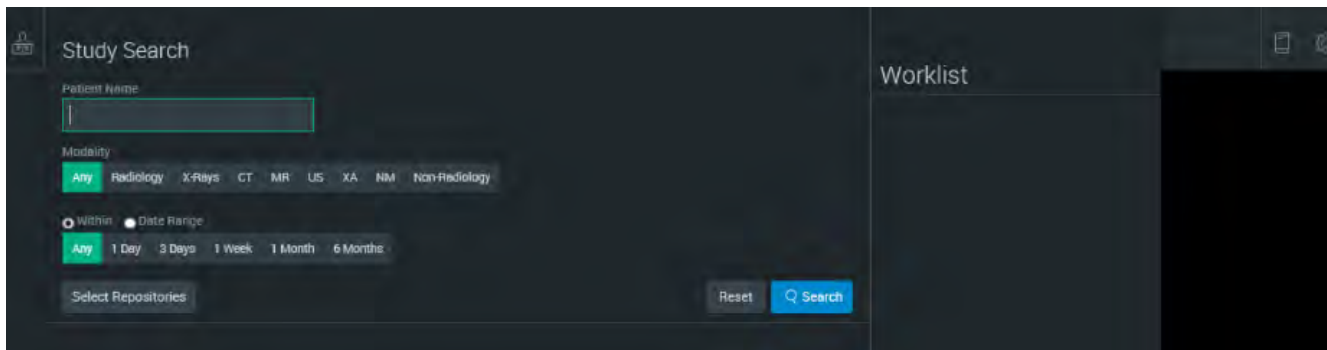 Study Search
Patient Name
Modality
Any Radiology X-Rays CT MR US XA NM Non-Radiology
Within Date Range
Any 1 Day 3 Days 1 Week 1 Month 6 Months
Select Repositories Reset Search
Worklist